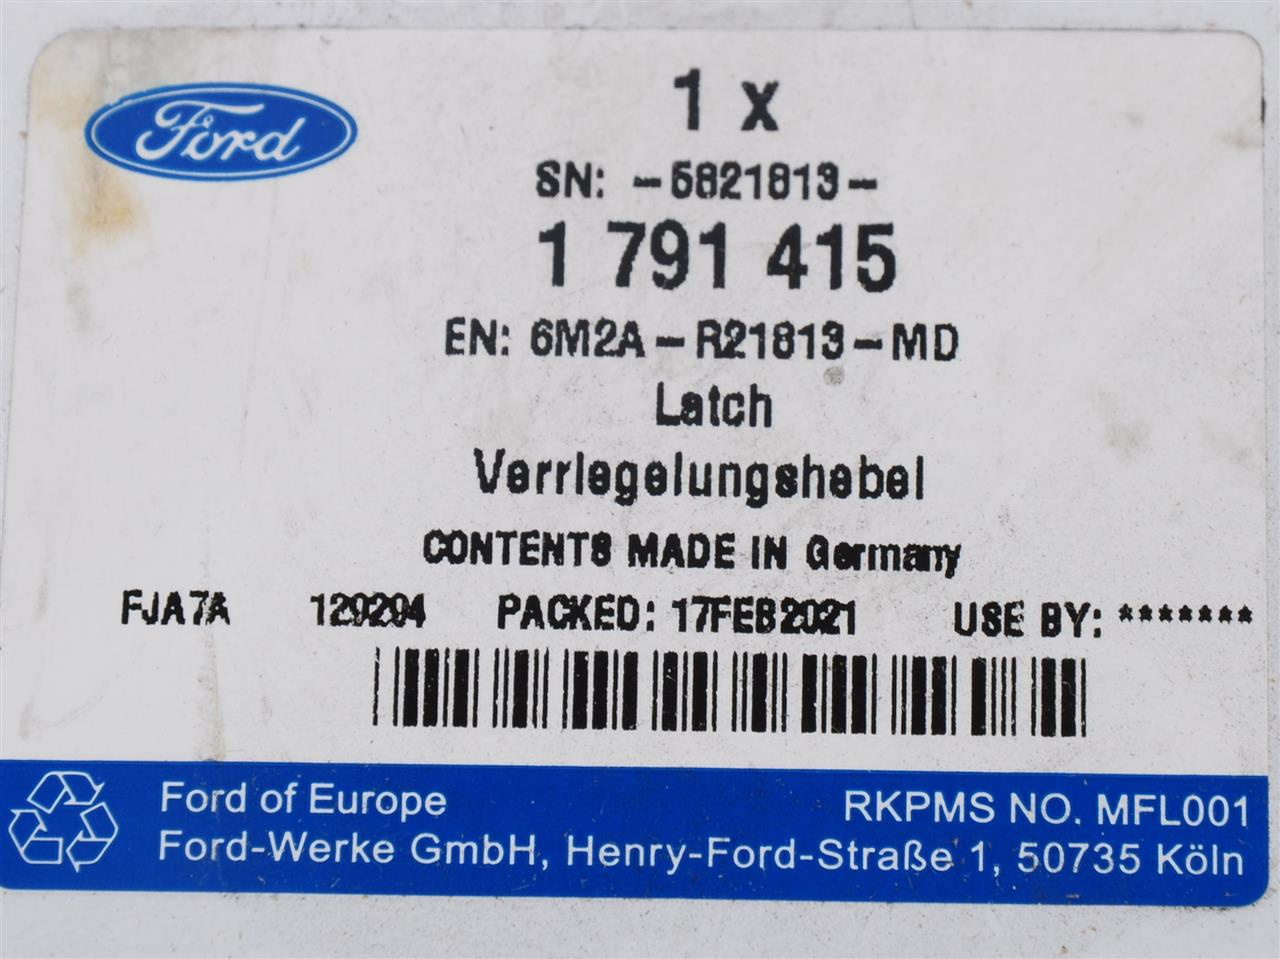 Ford
1 x
SN: -5821813-
1 791 415
EN: 6M2A-R21813-MD
Latch
Verriegelungshebel
CONTENTS MADE IN Germany
FJA7A 129294 PACKED: 17FEB2021 USE BY: *******
Ford of Europe RKPMS NO. MFL001
Ford-Werke GmbH, Henry-Ford-Straße 1, 50735 Köln